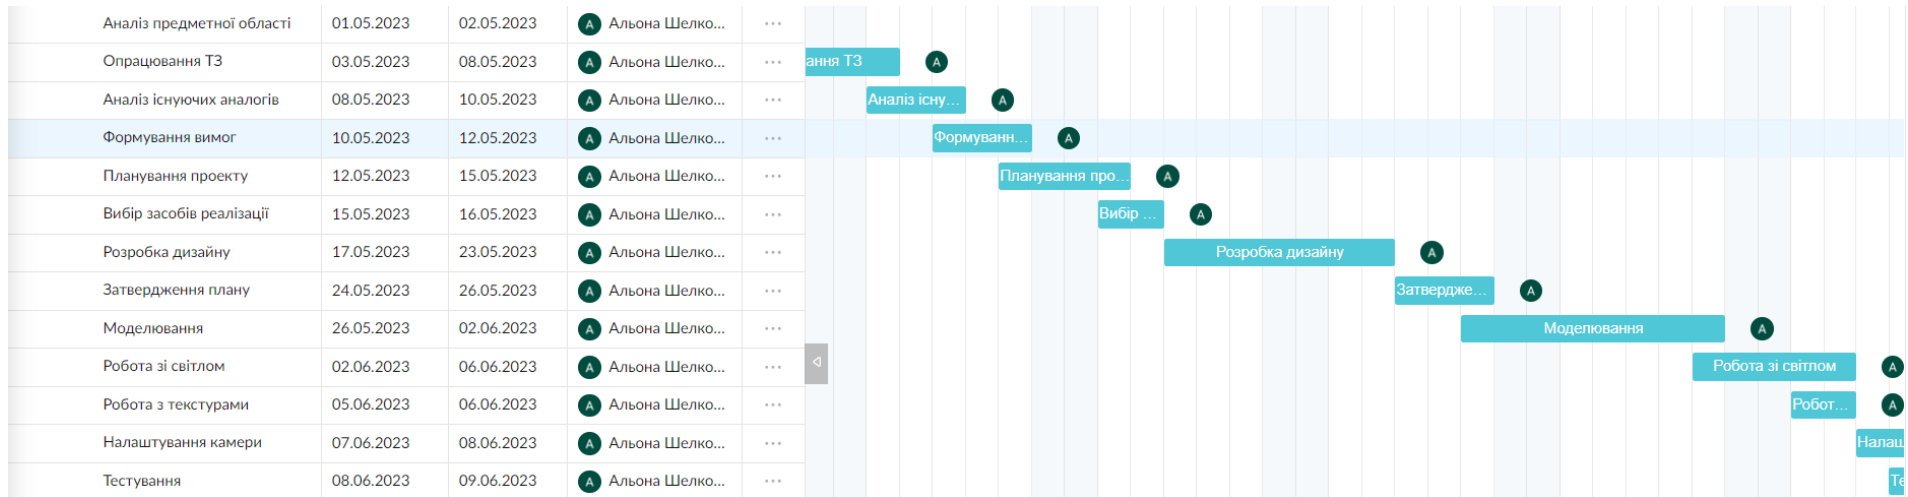 Аналіз предметної області 01.05.2023 02.05.2023 А Альона Шелко... ...
Опрацювання ТЗ 03.05.2023 08.05.2023 А Альона Шелко... ... ання ТЗ А
Аналіз існуючих аналогів 08.05.2023 10.05.2023 А Альона Шелко... ... Аналіз існу... А
Формування вимог 10.05.2023 12.05.2023 А Альона Шелко... ... Формуванн... А
Планування проекту 12.05.2023 15.05.2023 А Альона Шелко... ... Планування про... А
Вибір засобів реалізації 15.05.2023 16.05.2023 А Альона Шелко... ... Вибір ... А
Розробка дизайну 17.05.2023 23.05.2023 А Альона Шелко... ... Розробка дизайну А
Затвердження плану 24.05.2023 26.05.2023 А Альона Шелко... ... Затвердже... А
Моделювання 26.05.2023 02.06.2023 А Альона Шелко... ... Моделювання А
Робота зі світлом 02.06.2023 06.06.2023 А Альона Шелко... ... Робота зі світлом А
Робота з текстурами 05.06.2023 06.06.2023 А Альона Шелко... ... Робот... А
Налаштування камери 07.06.2023 08.06.2023 А Альона Шелко... ... Налаш
Тестування 08.06.2023 09.06.2023 А Альона Шелко... ... Те